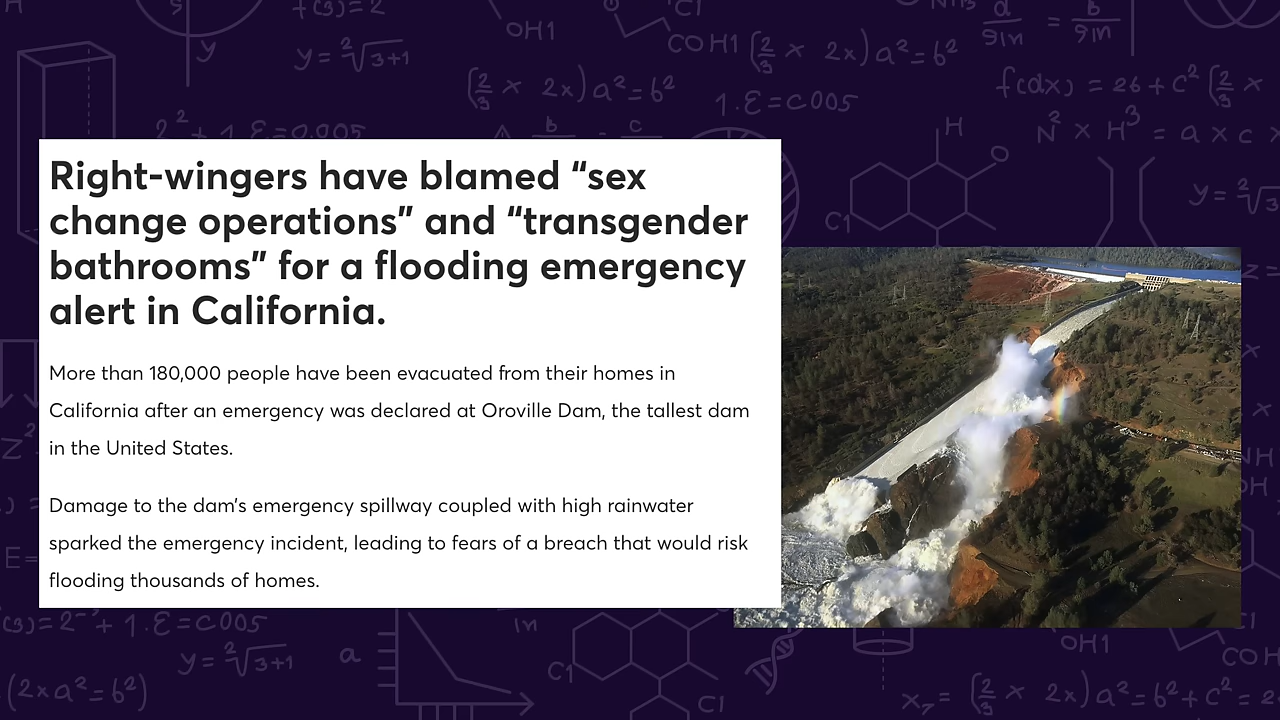 Right-wingers have blamed “sex
change operations” and “transgender
bathrooms” for a flooding emergency
alert in California.
More than 180,000 people have been evacuated from their homes in
California after an emergency was declared at Oroville Dam, the tallest dam
in the United States.
Damage to the dam’s emergency spillway coupled with high rainwater
sparked the emergency incident, leading to fears of a breach that would risk
flooding thousands of homes.